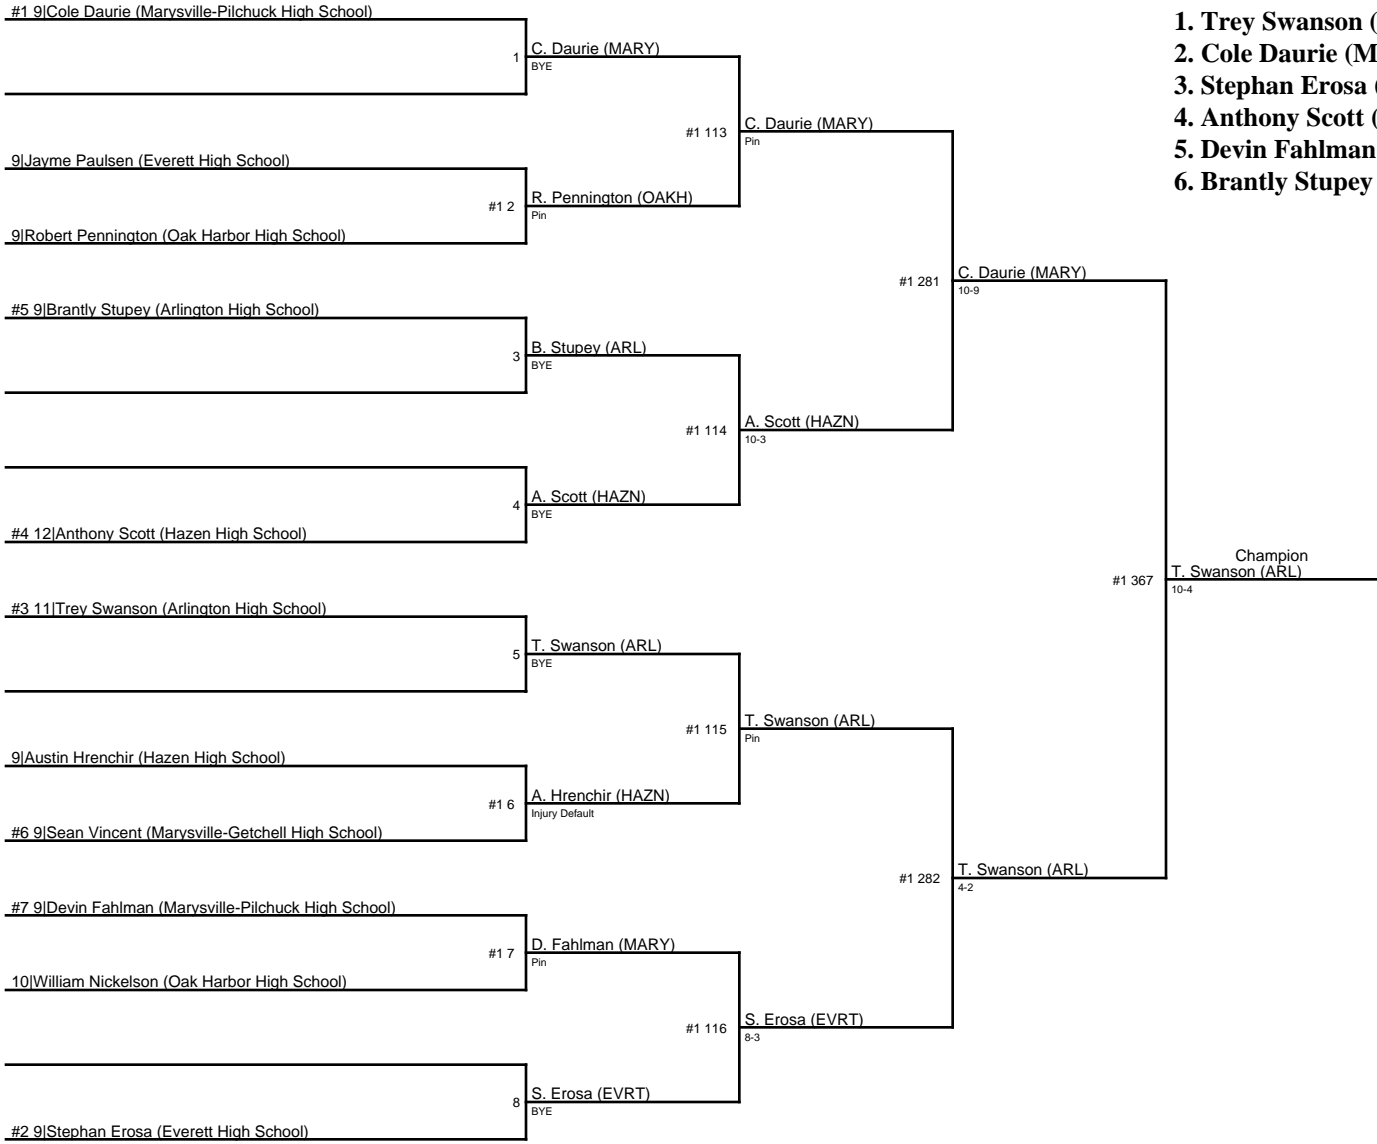 #1 9|Cole Daurie (Marysville-Pilchuck High School)
1
C. Daurie (MARY)
BYE
#1 113
C. Daurie (MARY)
Pin
9|Jayme Paulsen (Everett High School)
#1 2
R. Pennington (OAKH)
Pin
9|Robert Pennington (Oak Harbor High School)
#1 281
C. Daurie (MARY)
10-9
#5 9|Brantly Stupey (Arlington High School)
3
B. Stupey (ARL)
BYE
#1 114
A. Scott (HAZN)
10-3
4
A. Scott (HAZN)
BYE
#4 12|Anthony Scott (Hazen High School)
#1 367
Champion
T. Swanson (ARL)
10-4
#3 11|Trey Swanson (Arlington High School)
5
T. Swanson (ARL)
BYE
#1 115
T. Swanson (ARL)
Pin
9|Austin Hrenchir (Hazen High School)
#1 6
A. Hrenchir (HAZN)
Injury Default
#6 9|Sean Vincent (Marysville-Getchell High School)
#1 282
T. Swanson (ARL)
4-2
#7 9|Devin Fahlman (Marysville-Pilchuck High School)
#1 7
D. Fahlman (MARY)
Pin
10|William Nickelson (Oak Harbor High School)
#1 116
S. Erosa (EVRT)
8-3
8
S. Erosa (EVRT)
BYE
#2 9|Stephan Erosa (Everett High School)
1. Trey Swanson (
2. Cole Daurie (M
3. Stephan Erosa (
4. Anthony Scott (
5. Devin Fahlman
6. Brantly Stupey